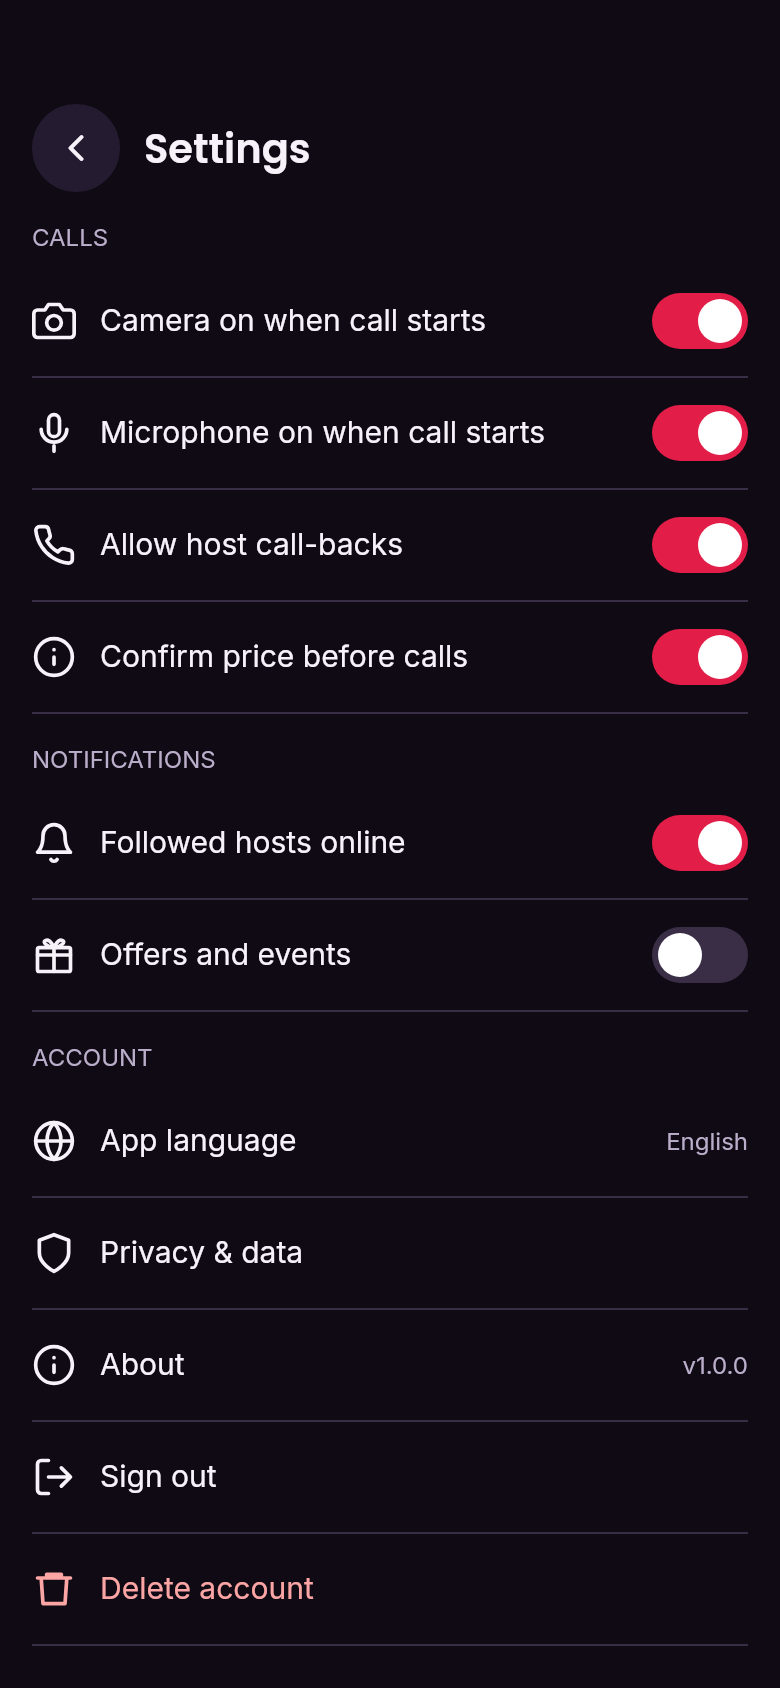 Settings
CALLS
Camera on when call starts
Microphone on when call starts
Allow host call-backs
Confirm price before calls
NOTIFICATIONS
Followed hosts online
Offers and events
ACCOUNT
App language English
Privacy & data
About v1.0.0
Sign out
Delete account